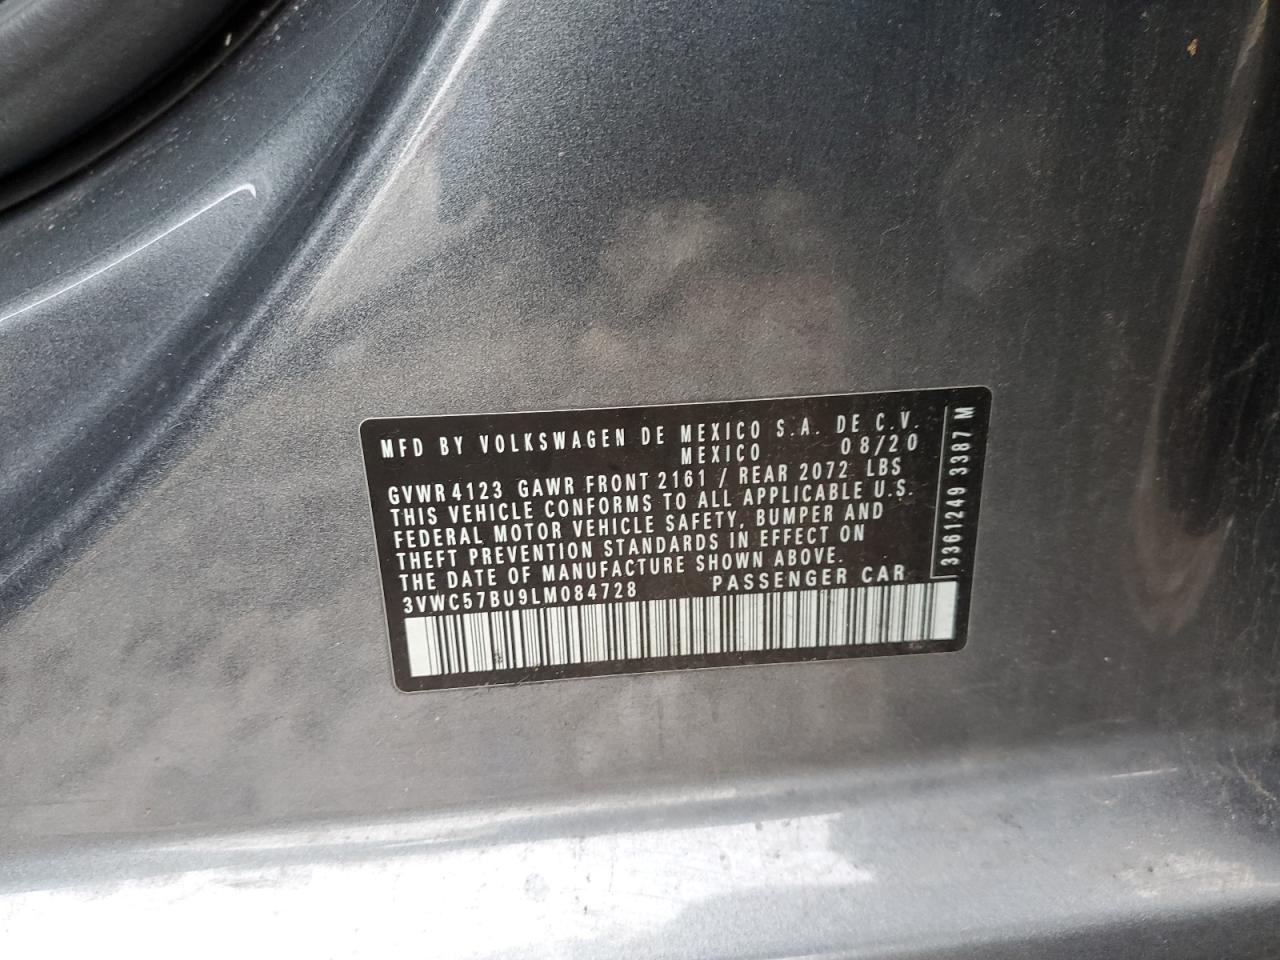 MFD BY VOLKSWAGEN DE MEXICO S.A. DE C.V.
MEXICO 08/20
GVWR 4123 GAWR FRONT 2161 / REAR 2072 LBS
THIS VEHICLE CONFORMS TO ALL APPLICABLE U.S.
FEDERAL MOTOR VEHICLE SAFETY, BUMPER AND
THEFT PREVENTION STANDARDS IN EFFECT ON
THE DATE OF MANUFACTURE SHOWN ABOVE.
3VWC57BU9LM084728 PASSENGER CAR
3361249 3387 M